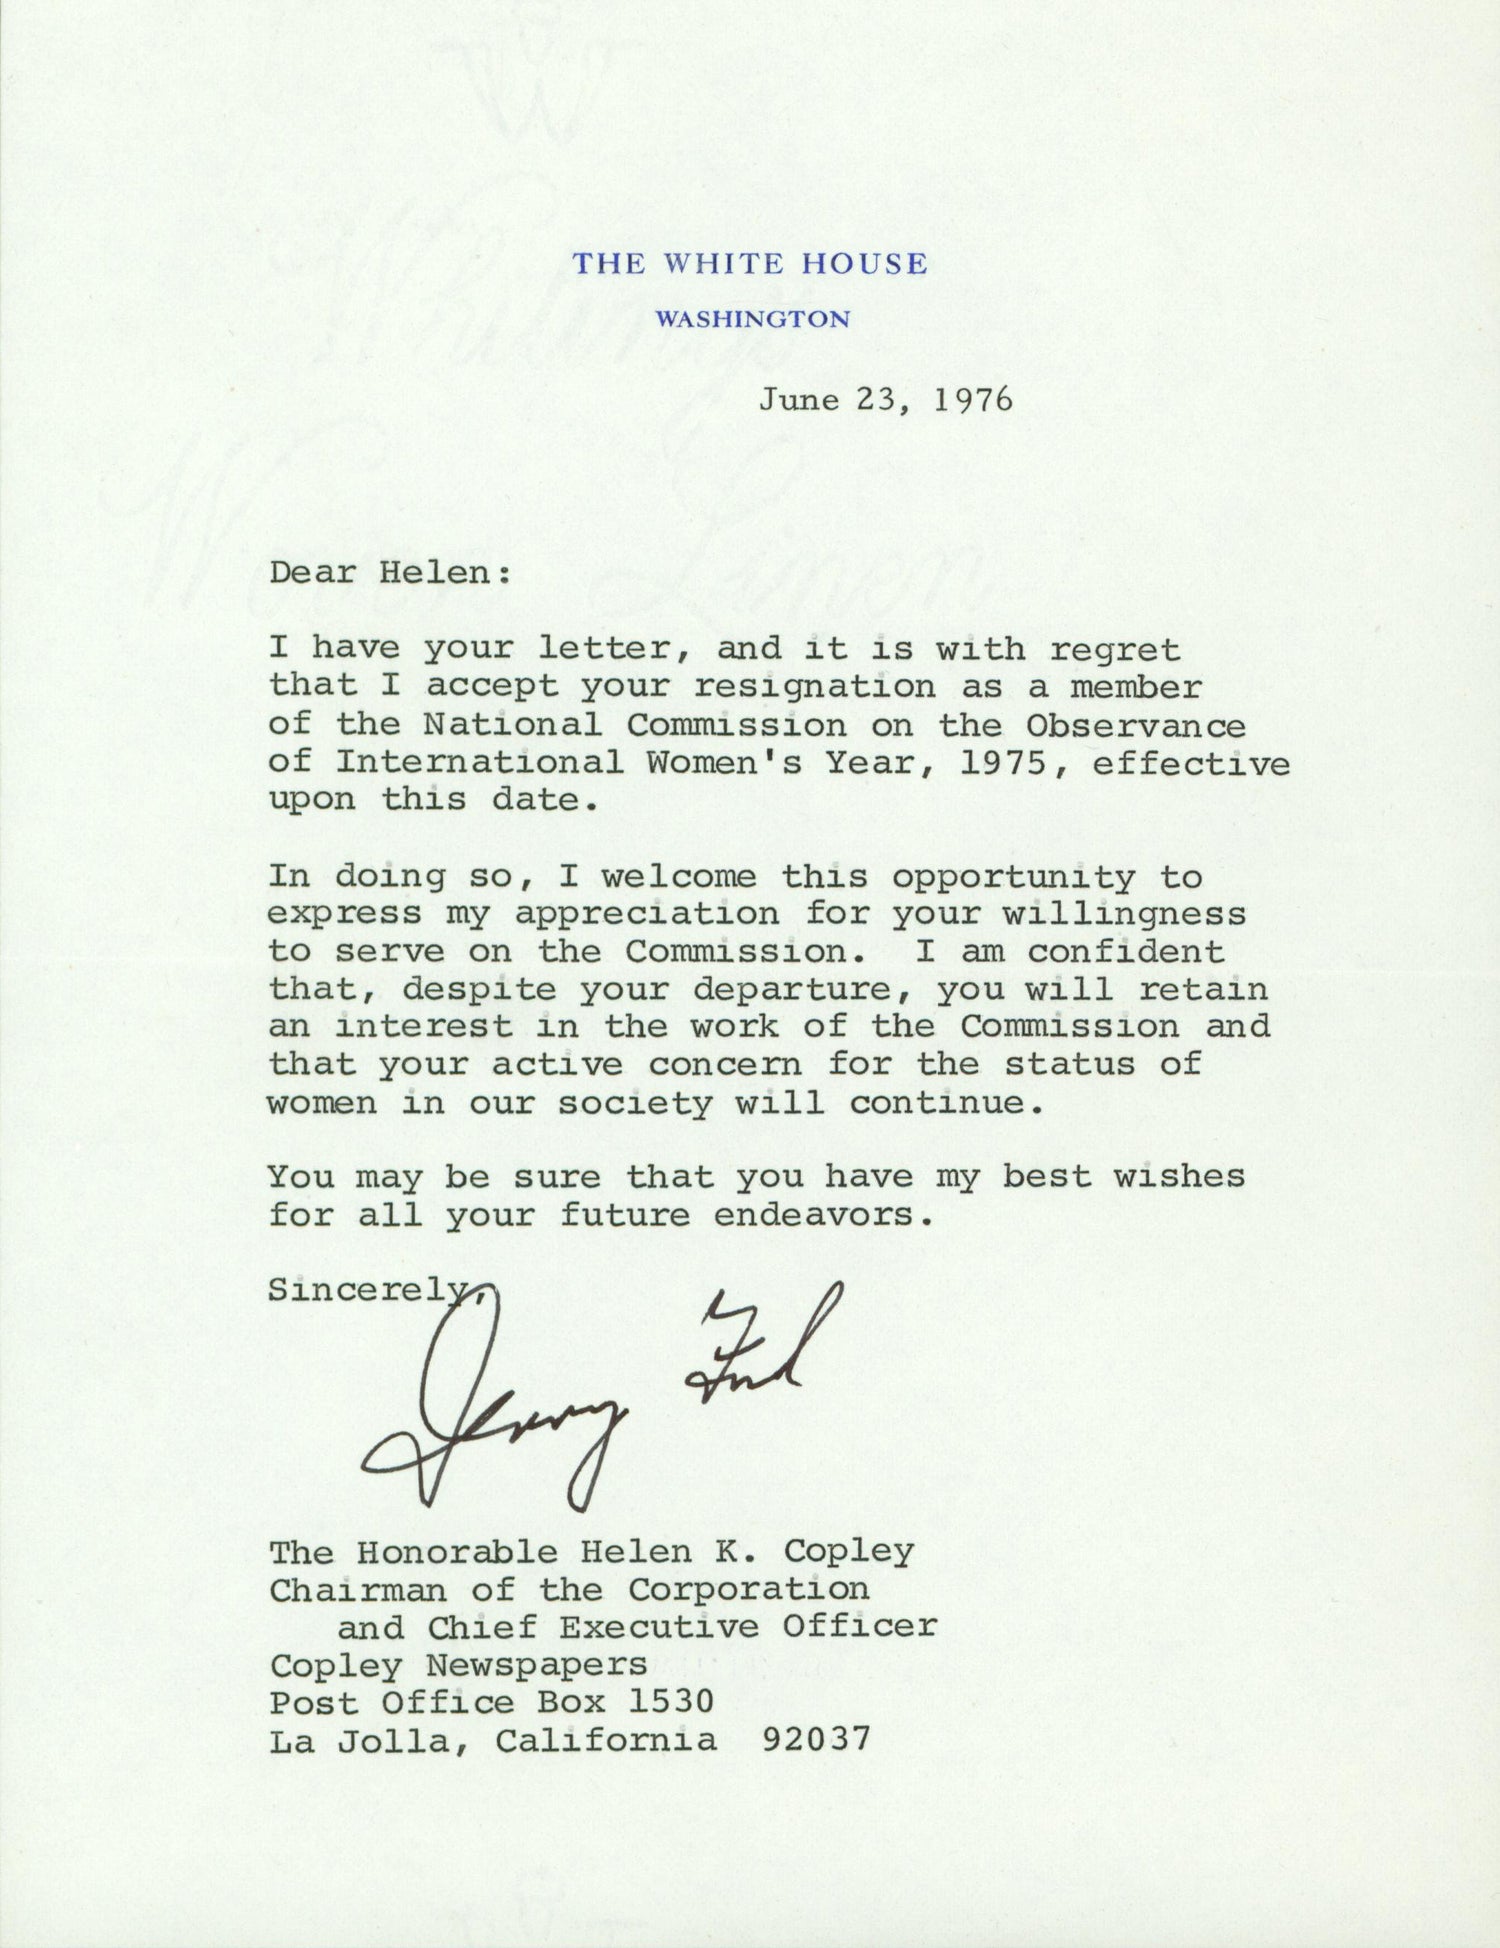 THE WHITE HOUSE
WASHINGTON
June 23, 1976
Dear Helen:
I have your letter, and it is with regret
that I accept your resignation as a member
of the National Commission on the Observance
of International Women's Year, 1975, effective
upon this date.
In doing so, I welcome this opportunity to
express my appreciation for your willingness
to serve on the Commission.  I am confident
that, despite your departure, you will retain
an interest in the work of the Commission and
that your active concern for the status of
women in our society will continue.
You may be sure that you have my best wishes
for all your future endeavors.
Sincerely,
Jerry Ford
The Honorable Helen K. Copley
Chairman of the Corporation
and Chief Executive Officer
Copley Newspapers
Post Office Box 1530
La Jolla, California  92037